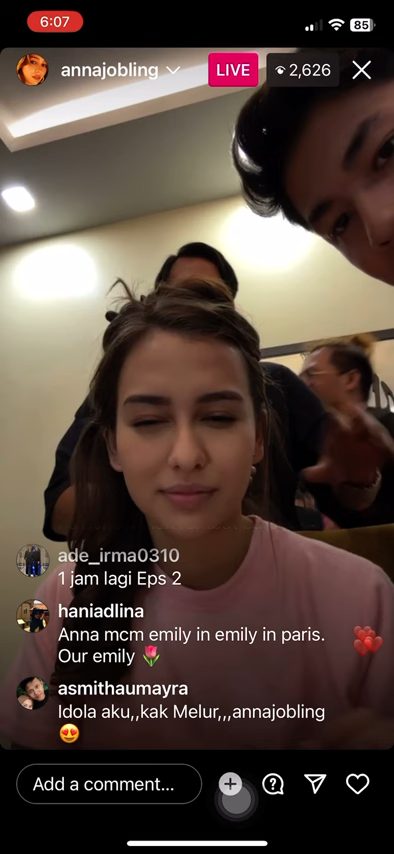 6:07
85
annajobling
LIVE
2,626
ade_irma0310
1 jam lagi Eps 2
haniadlina
Anna mcm emily in emily in paris.
Our emily 🌷
asmithaumayra
Idola aku,,kak Melur,,,annajobling
😍
Add a comment...